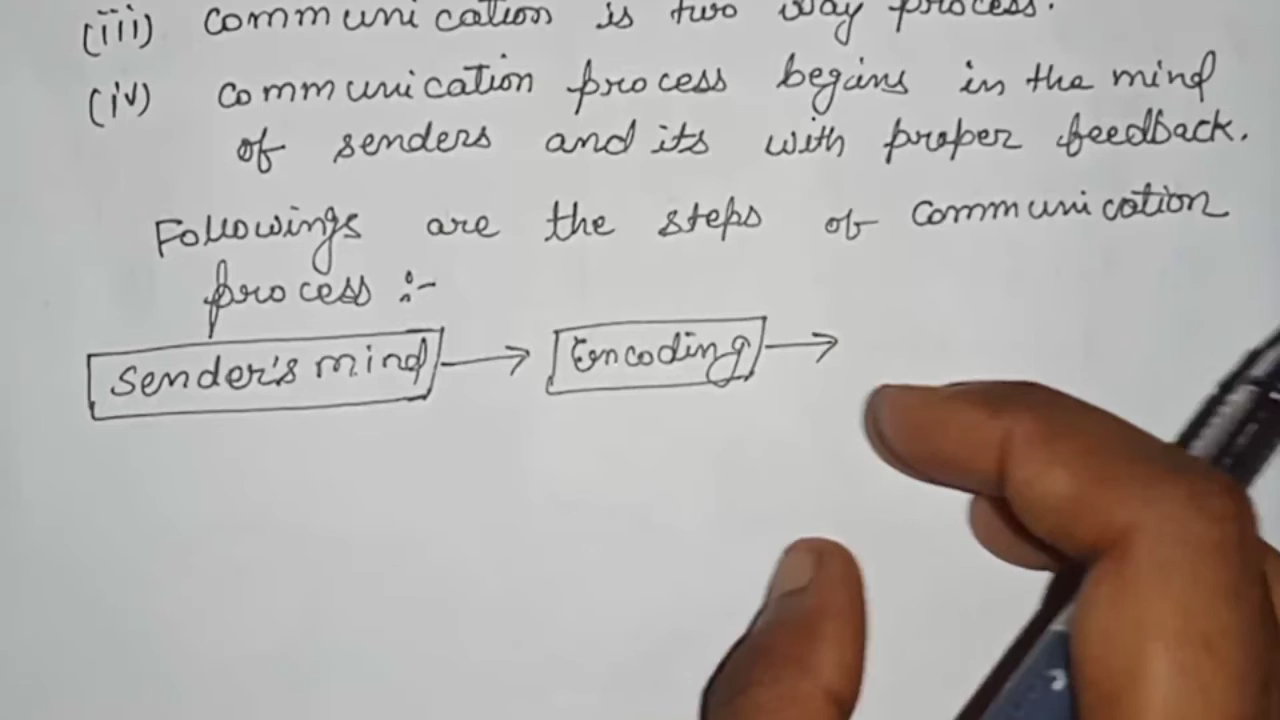 (iii) communication is two way process.
(iv) communication process begins in the mind
of senders and its with proper feedback.
Followings are the steps of communication
process :-
Sender's mind → Encoding →